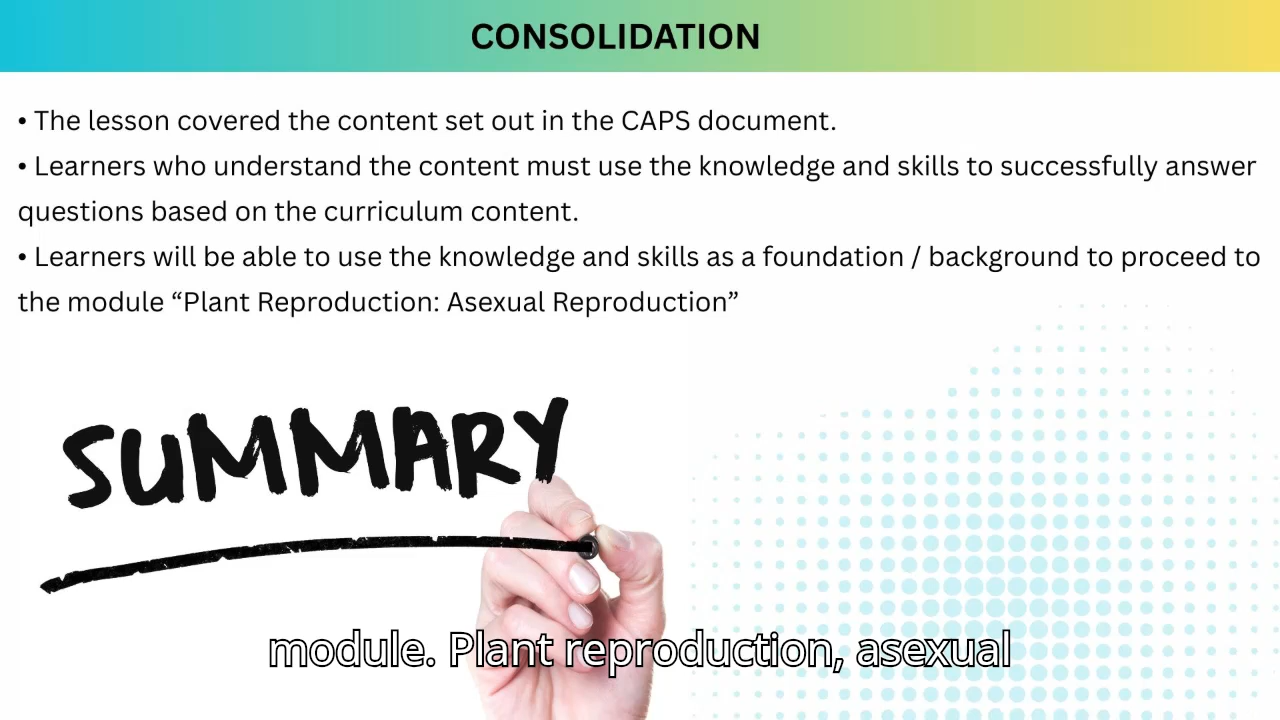 CONSOLIDATION
• The lesson covered the content set out in the CAPS document.
• Learners who understand the content must use the knowledge and skills to successfully answer
questions based on the curriculum content.
• Learners will be able to use the knowledge and skills as a foundation / background to proceed to
the module “Plant Reproduction: Asexual Reproduction”
SUMMARY
module. Plant reproduction, asexual